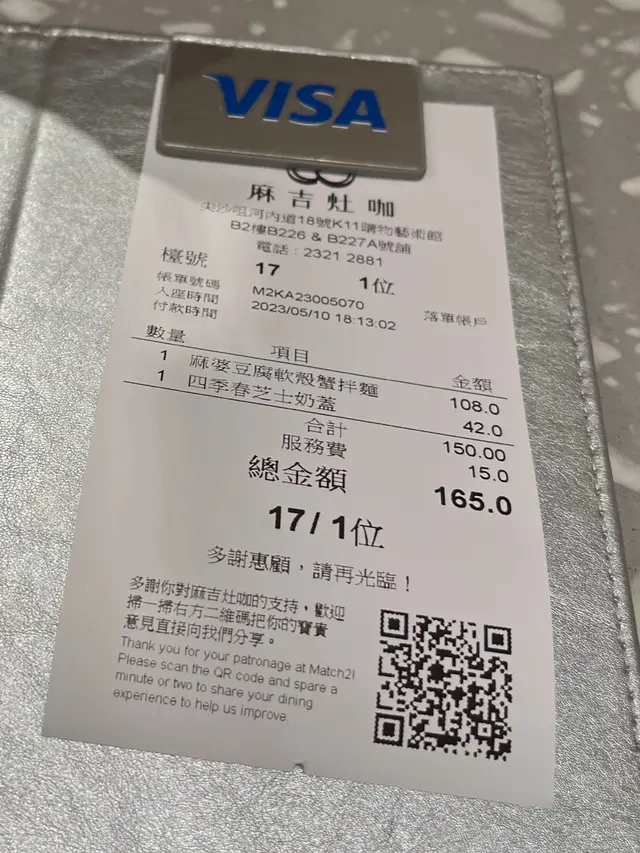 VISA
麻吉灶咖
尖沙咀河內道18號K11購物藝術館
B2樓B226 & B227A號舖
電話：2321 2881
檯號 17 1位
帳單號碼 M2KA23005070 落單帳戶
入座時間 2023/05/10 18:13:02
付款時間
數量 項目 金額
1 麻婆豆腐軟殼蟹拌麵 108.0
1 四季春芝士奶蓋 42.0
合計 150.00
服務費 15.0
總金額 165.0
17/ 1位
多謝惠顧，請再光臨！
多謝你對麻吉灶咖的支持，歡迎
掃一掃右方二維碼把你的寶貴
意見直接向我們分享。
Thank you for your patronage at Match2!
Please scan the QR code and spare a
minute or two to share your dining
experience to help us improve